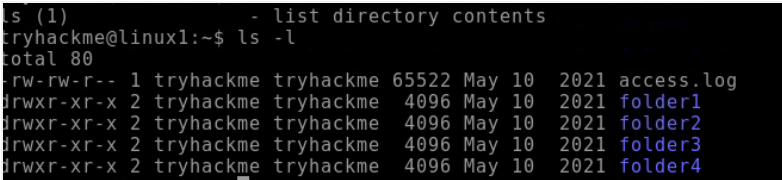 ls (1)               - list directory contents
tryhackme@linux1:~$ ls -l
total 80
-rw-rw-r-- 1 tryhackme tryhackme 65522 May 10  2021 access.log
drwxr-xr-x 2 tryhackme tryhackme  4096 May 10  2021 folder1
drwxr-xr-x 2 tryhackme tryhackme  4096 May 10  2021 folder2
drwxr-xr-x 2 tryhackme tryhackme  4096 May 10  2021 folder3
drwxr-xr-x 2 tryhackme tryhackme  4096 May 10  2021 folder4